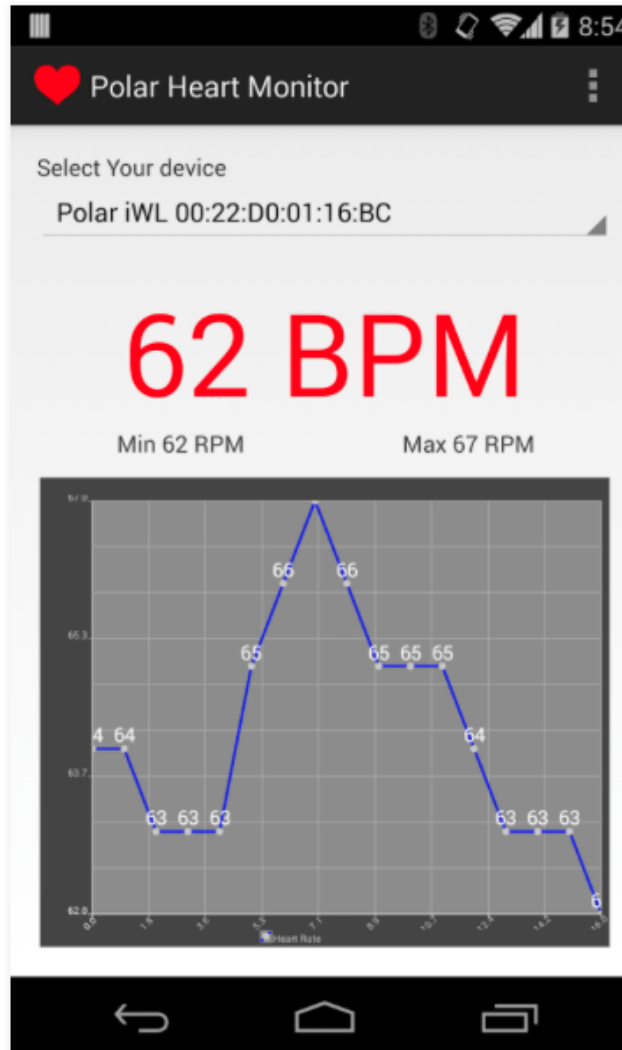 8:54
Polar Heart Monitor
Select Your device
Polar iWL 00:22:D0:01:16:BC
62 BPM
Min 62 RPM Max 67 RPM
67.0
66
66
65.3
65
65 65 65
4 64
64
63.7
63 63 63
63 63 63
62.0
6
0.0 1.8 3.6 5.3 7.1 8.9 10.7 12.4 14.2 16.0
Heart Rate